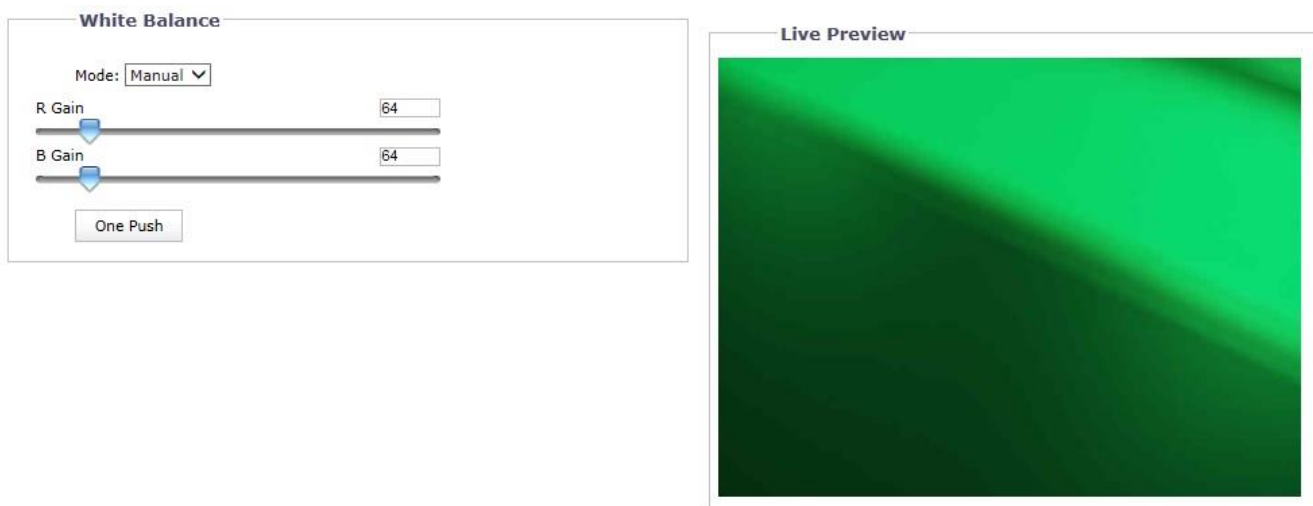 White Balance
Mode: Manual
R Gain 64
B Gain 64
One Push
Live Preview